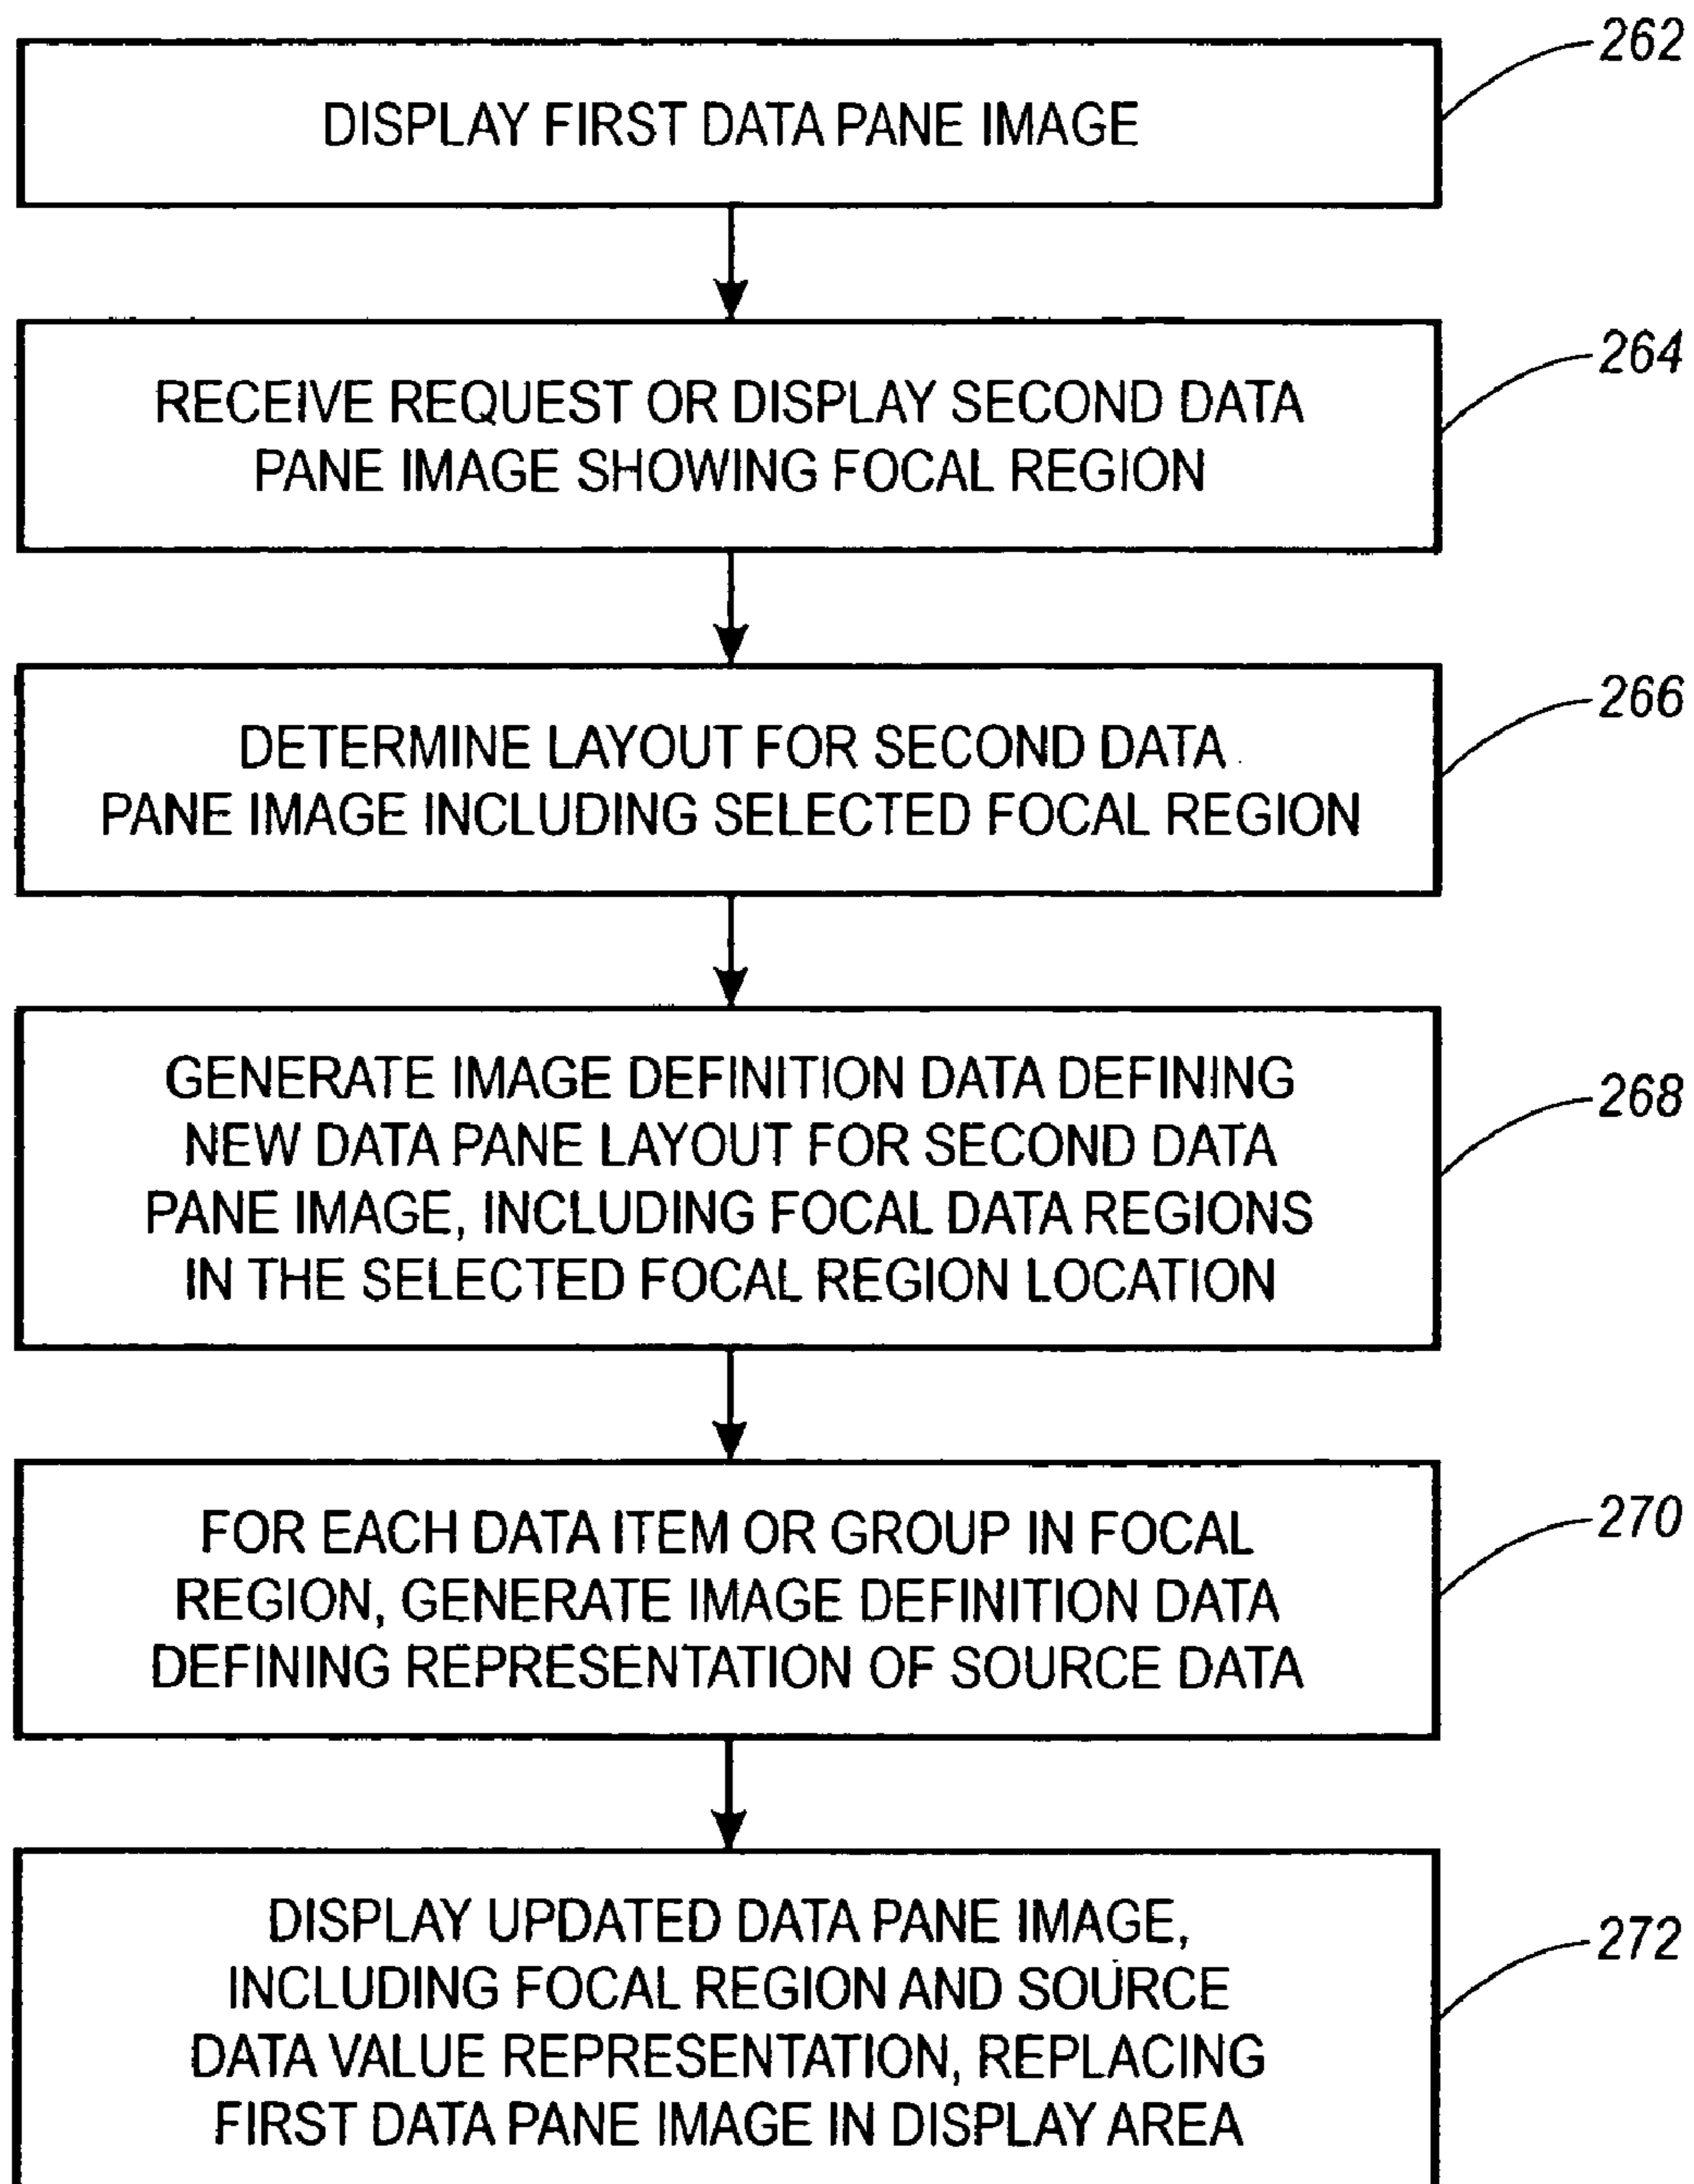 262
DISPLAY FIRST DATA PANE IMAGE
264
RECEIVE REQUEST OR DISPLAY SECOND DATA
PANE IMAGE SHOWING FOCAL REGION
266
DETERMINE LAYOUT FOR SECOND DATA
PANE IMAGE INCLUDING SELECTED FOCAL REGION
268
GENERATE IMAGE DEFINITION DATA DEFINING
NEW DATA PANE LAYOUT FOR SECOND DATA
PANE IMAGE, INCLUDING FOCAL DATA REGIONS
IN THE SELECTED FOCAL REGION LOCATION
270
FOR EACH DATA ITEM OR GROUP IN FOCAL
REGION, GENERATE IMAGE DEFINITION DATA
DEFINING REPRESENTATION OF SOURCE DATA
272
DISPLAY UPDATED DATA PANE IMAGE,
INCLUDING FOCAL REGION AND SOURCE
DATA VALUE REPRESENTATION, REPLACING
FIRST DATA PANE IMAGE IN DISPLAY AREA